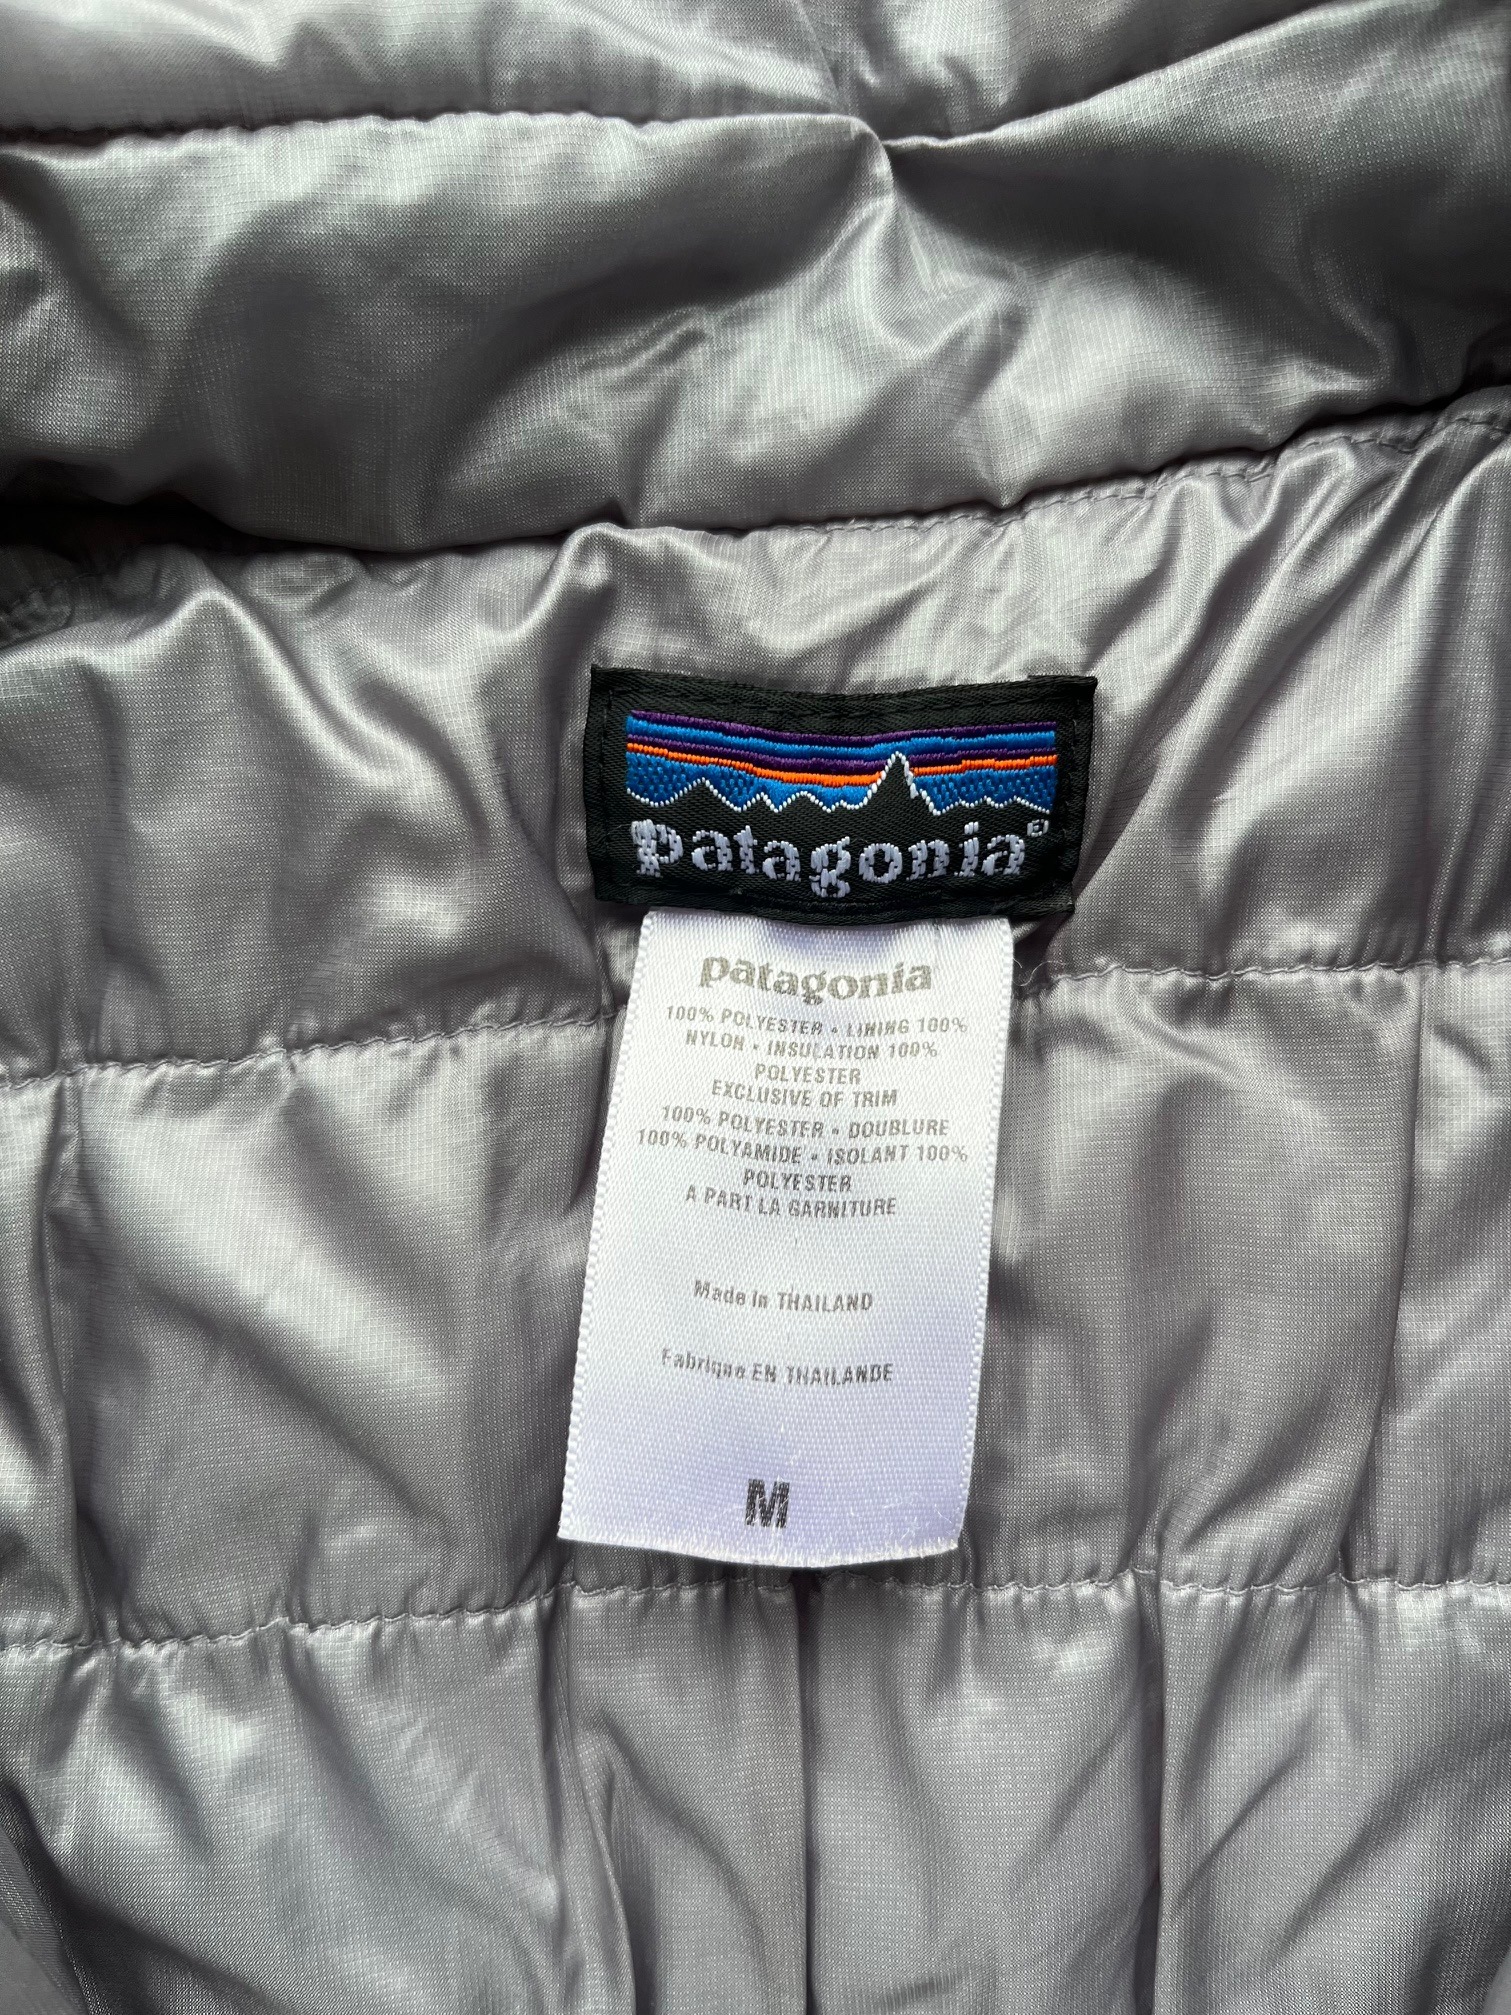 patagonia®
patagonia
100% POLYESTER • LINING 100%
NYLON • INSULATION 100%
POLYESTER
EXCLUSIVE OF TRIM
100% POLYESTER • DOUBLURE
100% POLYAMIDE • ISOLANT 100%
POLYESTER
A PART LA GARNITURE
Made in THAILAND
Fabrique EN THAILANDE
M